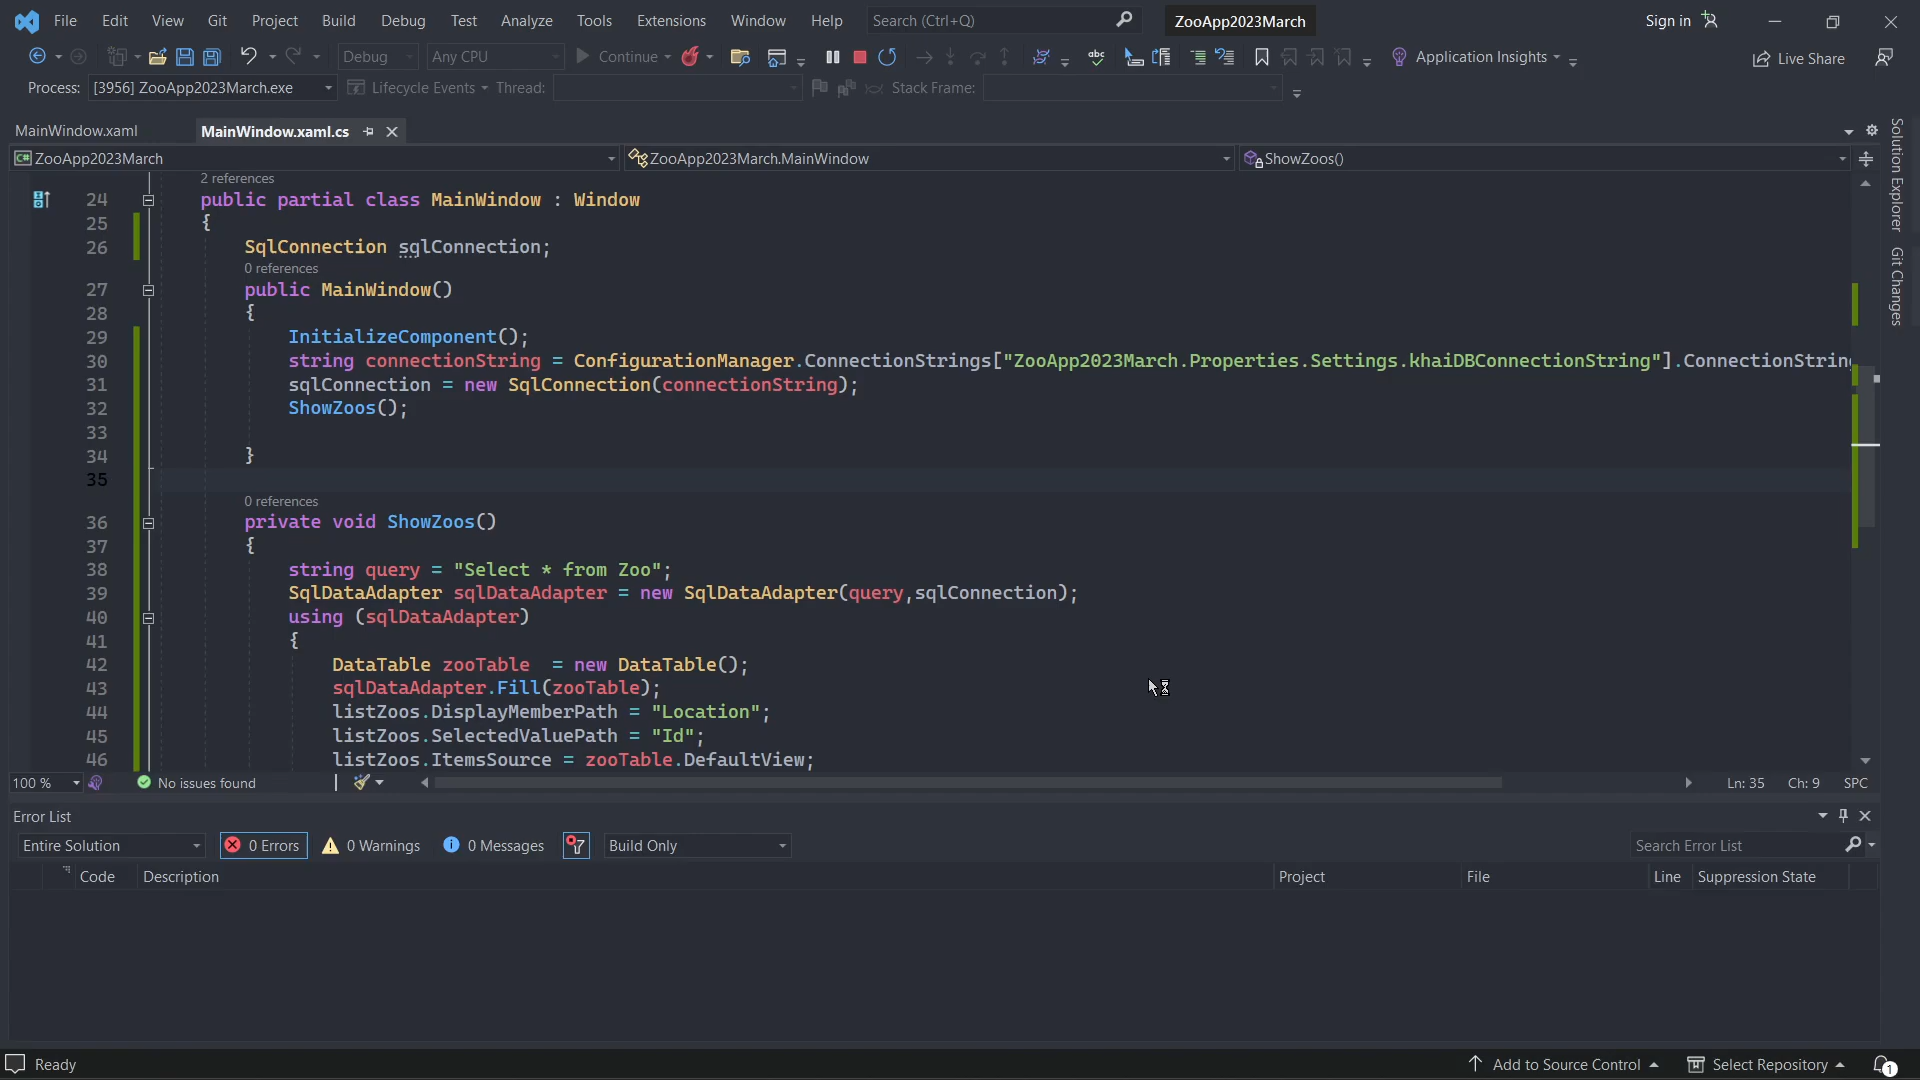 File Edit View Git Project Build Debug Test Analyze Tools Extensions Window Help Search (Ctrl+Q) ZooApp2023March Sign in
Debug Any CPU Continue abc Application Insights Live Share
Process: [3956] ZooApp2023March.exe Lifecycle Events Thread: Stack Frame:
MainWindow.xaml MainWindow.xaml.cs
C# ZooApp2023March ZooApp2023March.MainWindow ShowZoos()
Solution Explorer
Git Changes
2 references
24 public partial class MainWindow : Window
25 {
26 SqlConnection sqlConnection;
0 references
27 public MainWindow()
28 {
29 InitializeComponent();
30 string connectionString = ConfigurationManager.ConnectionStrings["ZooApp2023March.Properties.Settings.khaiDBConnectionString"].ConnectionStrin
31 sqlConnection = new SqlConnection(connectionString);
32 ShowZoos();
33
34 }
35
0 references
36 private void ShowZoos()
37 {
38 string query = "Select * from Zoo";
39 SqlDataAdapter sqlDataAdapter = new SqlDataAdapter(query,sqlConnection);
40 using (sqlDataAdapter)
41 {
42 DataTable zooTable = new DataTable();
43 sqlDataAdapter.Fill(zooTable);
44 listZoos.DisplayMemberPath = "Location";
45 listZoos.SelectedValuePath = "Id";
46 listZoos.ItemsSource = zooTable.DefaultView;
100 % No issues found Ln: 35 Ch: 9 SPC
Error List
Entire Solution 0 Errors 0 Warnings 0 Messages Build Only Search Error List
Code Description Project File Line Suppression State
Ready Add to Source Control Select Repository 1